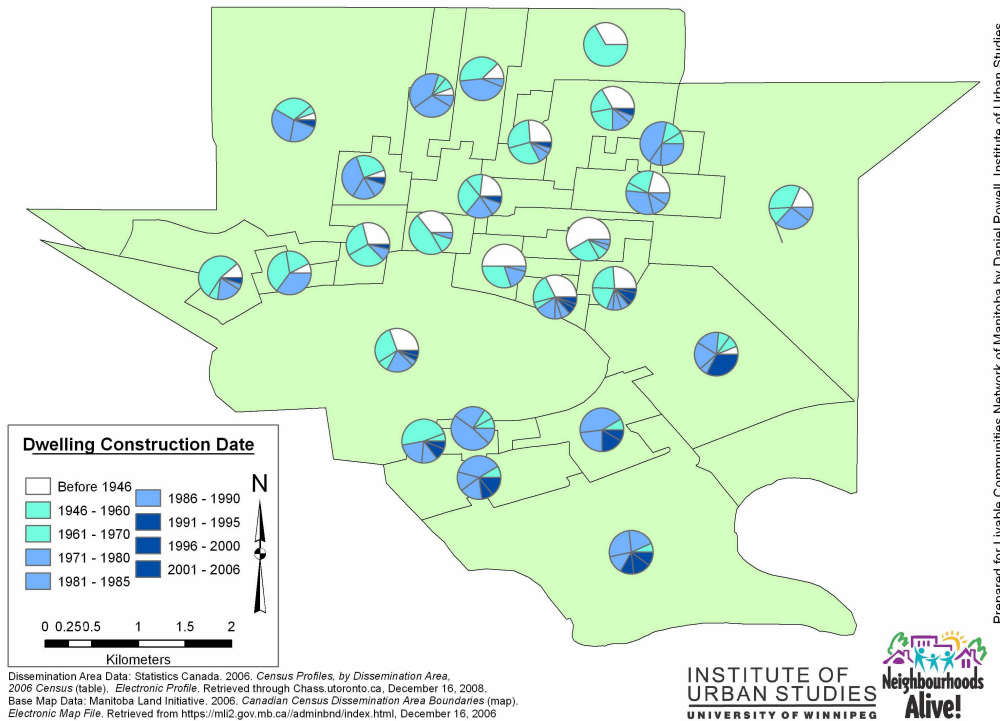 Prepared for Livable Communities Network of Manitoba by Daniel Powell, Institute of Urban Studies
Dwelling Construction Date
Before 1946
1946 - 1960
1961 - 1970
1971 - 1980
1981 - 1985
1986 - 1990
1991 - 1995
1996 - 2000
2001 - 2006
N
0 0.25 0.5 1 1.5 2
Kilometers
Dissemination Area Data: Statistics Canada. 2006. Census Profiles, by Dissemination Area,
2006 Census (table). Electronic Profile. Retrieved through Chass.utoronto.ca, December 16, 2008.
Base Map Data: Manitoba Land Initiative. 2006. Canadian Census Dissemination Area Boundaries (map).
Electronic Map File. Retrieved from https://mli2.gov.mb.ca//adminbnd/index.html, December 16, 2006
INSTITUTE OF
URBAN STUDIES
UNIVERSITY OF WINNIPEG
Neighbourhoods
Alive!